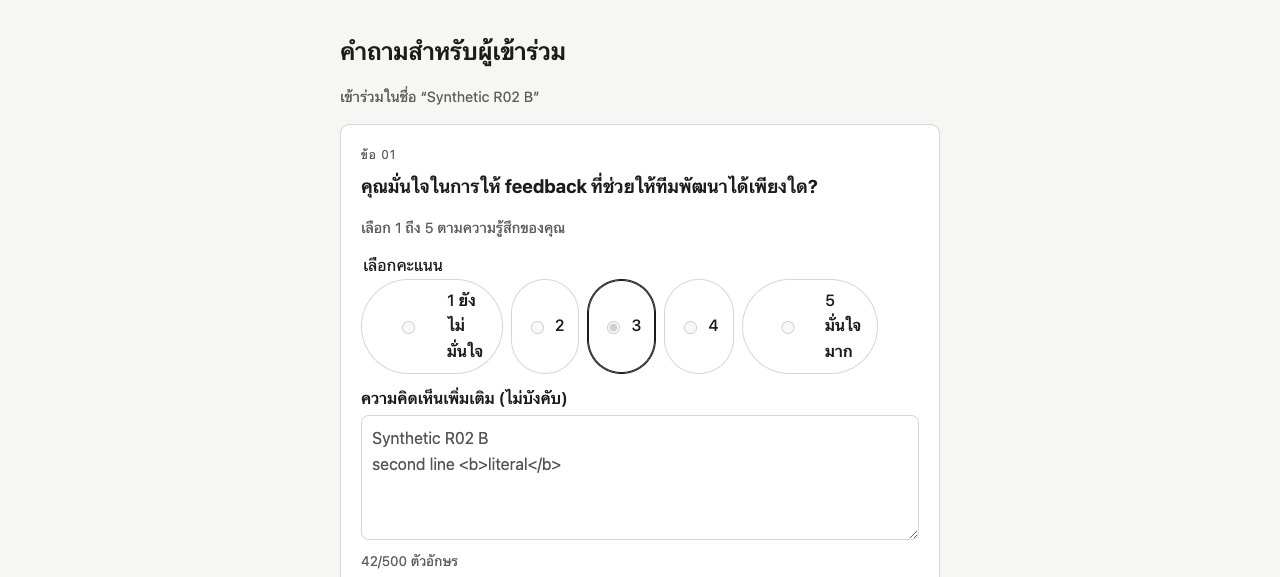 คำถามสำหรับผู้เข้าร่วม
เข้าร่วมในชื่อ “Synthetic R02 B”
ข้อ 01
คุณมั่นใจในการให้ feedback ที่ช่วยให้ทีมพัฒนาได้เพียงใด?
เลือก 1 ถึง 5 ตามความรู้สึกของคุณ
เลือกคะแนน
1 ยัง
ไม่
มั่นใจ
2
3
4
5
มั่นใจ
มาก
ความคิดเห็นเพิ่มเติม (ไม่บังคับ)
Synthetic R02 B
second line <b>literal</b>
42/500 ตัวอักษร